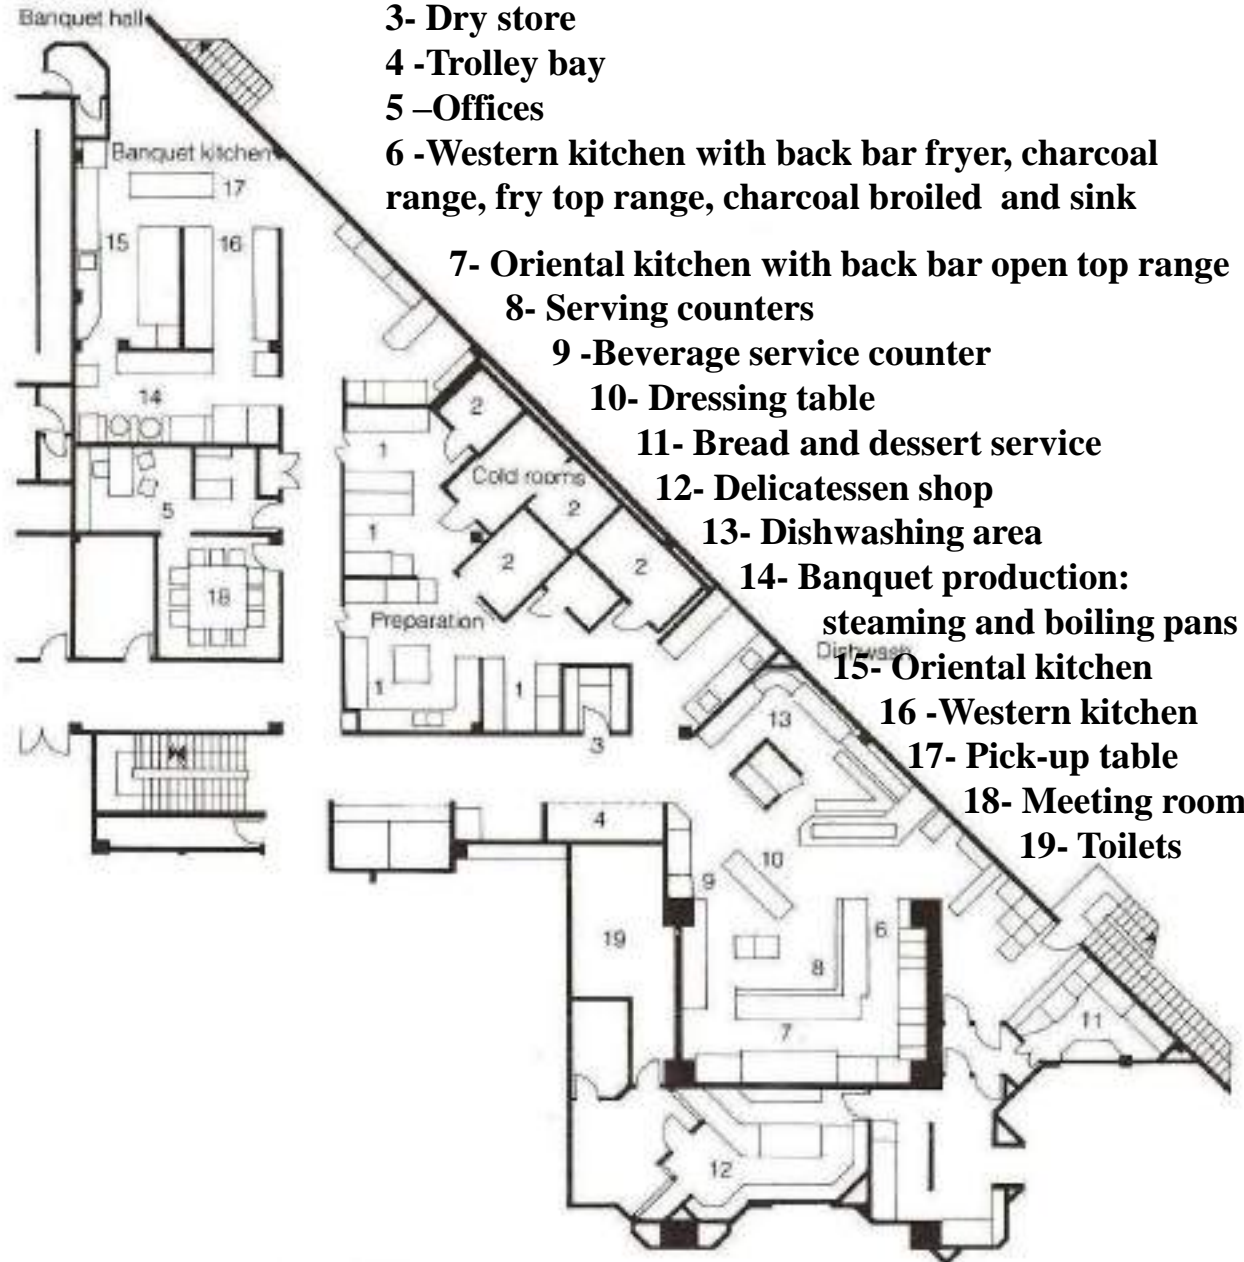 Banquet hall
3- Dry store
4 -Trolley bay
5 –Offices
6 -Western kitchen with back bar fryer, charcoal
range, fry top range, charcoal broiled  and sink
7- Oriental kitchen with back bar open top range
8- Serving counters
9 -Beverage service counter
10- Dressing table
11- Bread and dessert service
12- Delicatessen shop
13- Dishwashing area
14- Banquet production:
steaming and boiling pans
15- Oriental kitchen
16 -Western kitchen
17- Pick-up table
18- Meeting room
19- Toilets
Banquet kitchen
17
15
16
14
2
1
Cold rooms
2
5
1
2
2
18
Preparation
Dishwash
1
1
13
3
4
10
9
6
19
8
11
7
12